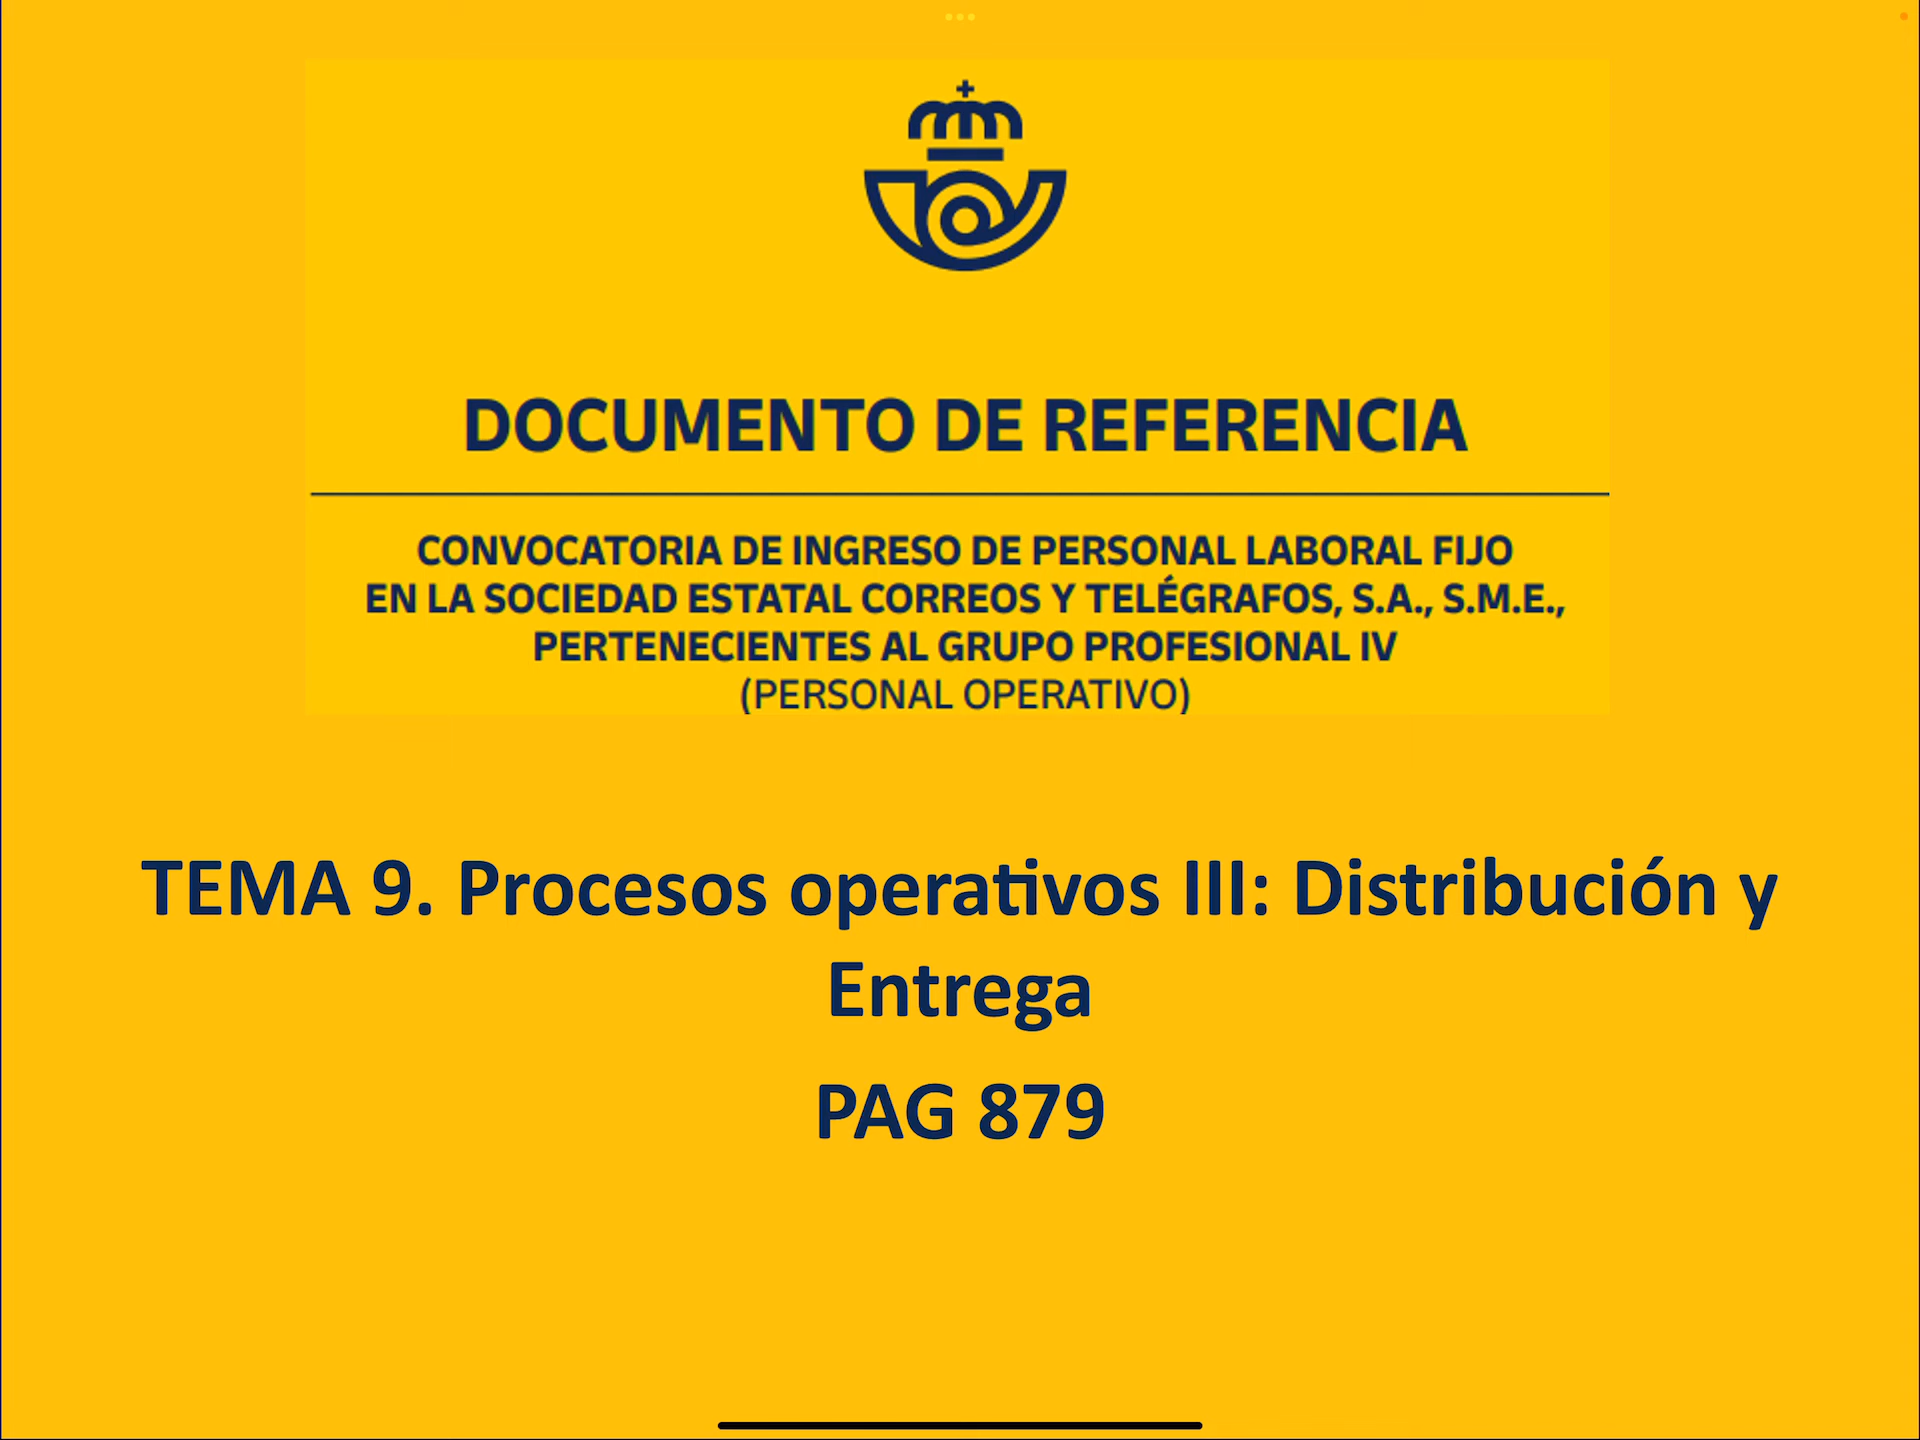 DOCUMENTO DE REFERENCIA
CONVOCATORIA DE INGRESO DE PERSONAL LABORAL FIJO
EN LA SOCIEDAD ESTATAL CORREOS Y TELÉGRAFOS, S.A., S.M.E.,
PERTENECIENTES AL GRUPO PROFESIONAL IV
(PERSONAL OPERATIVO)
TEMA 9. Procesos operativos III: Distribución y
Entrega
PAG 879